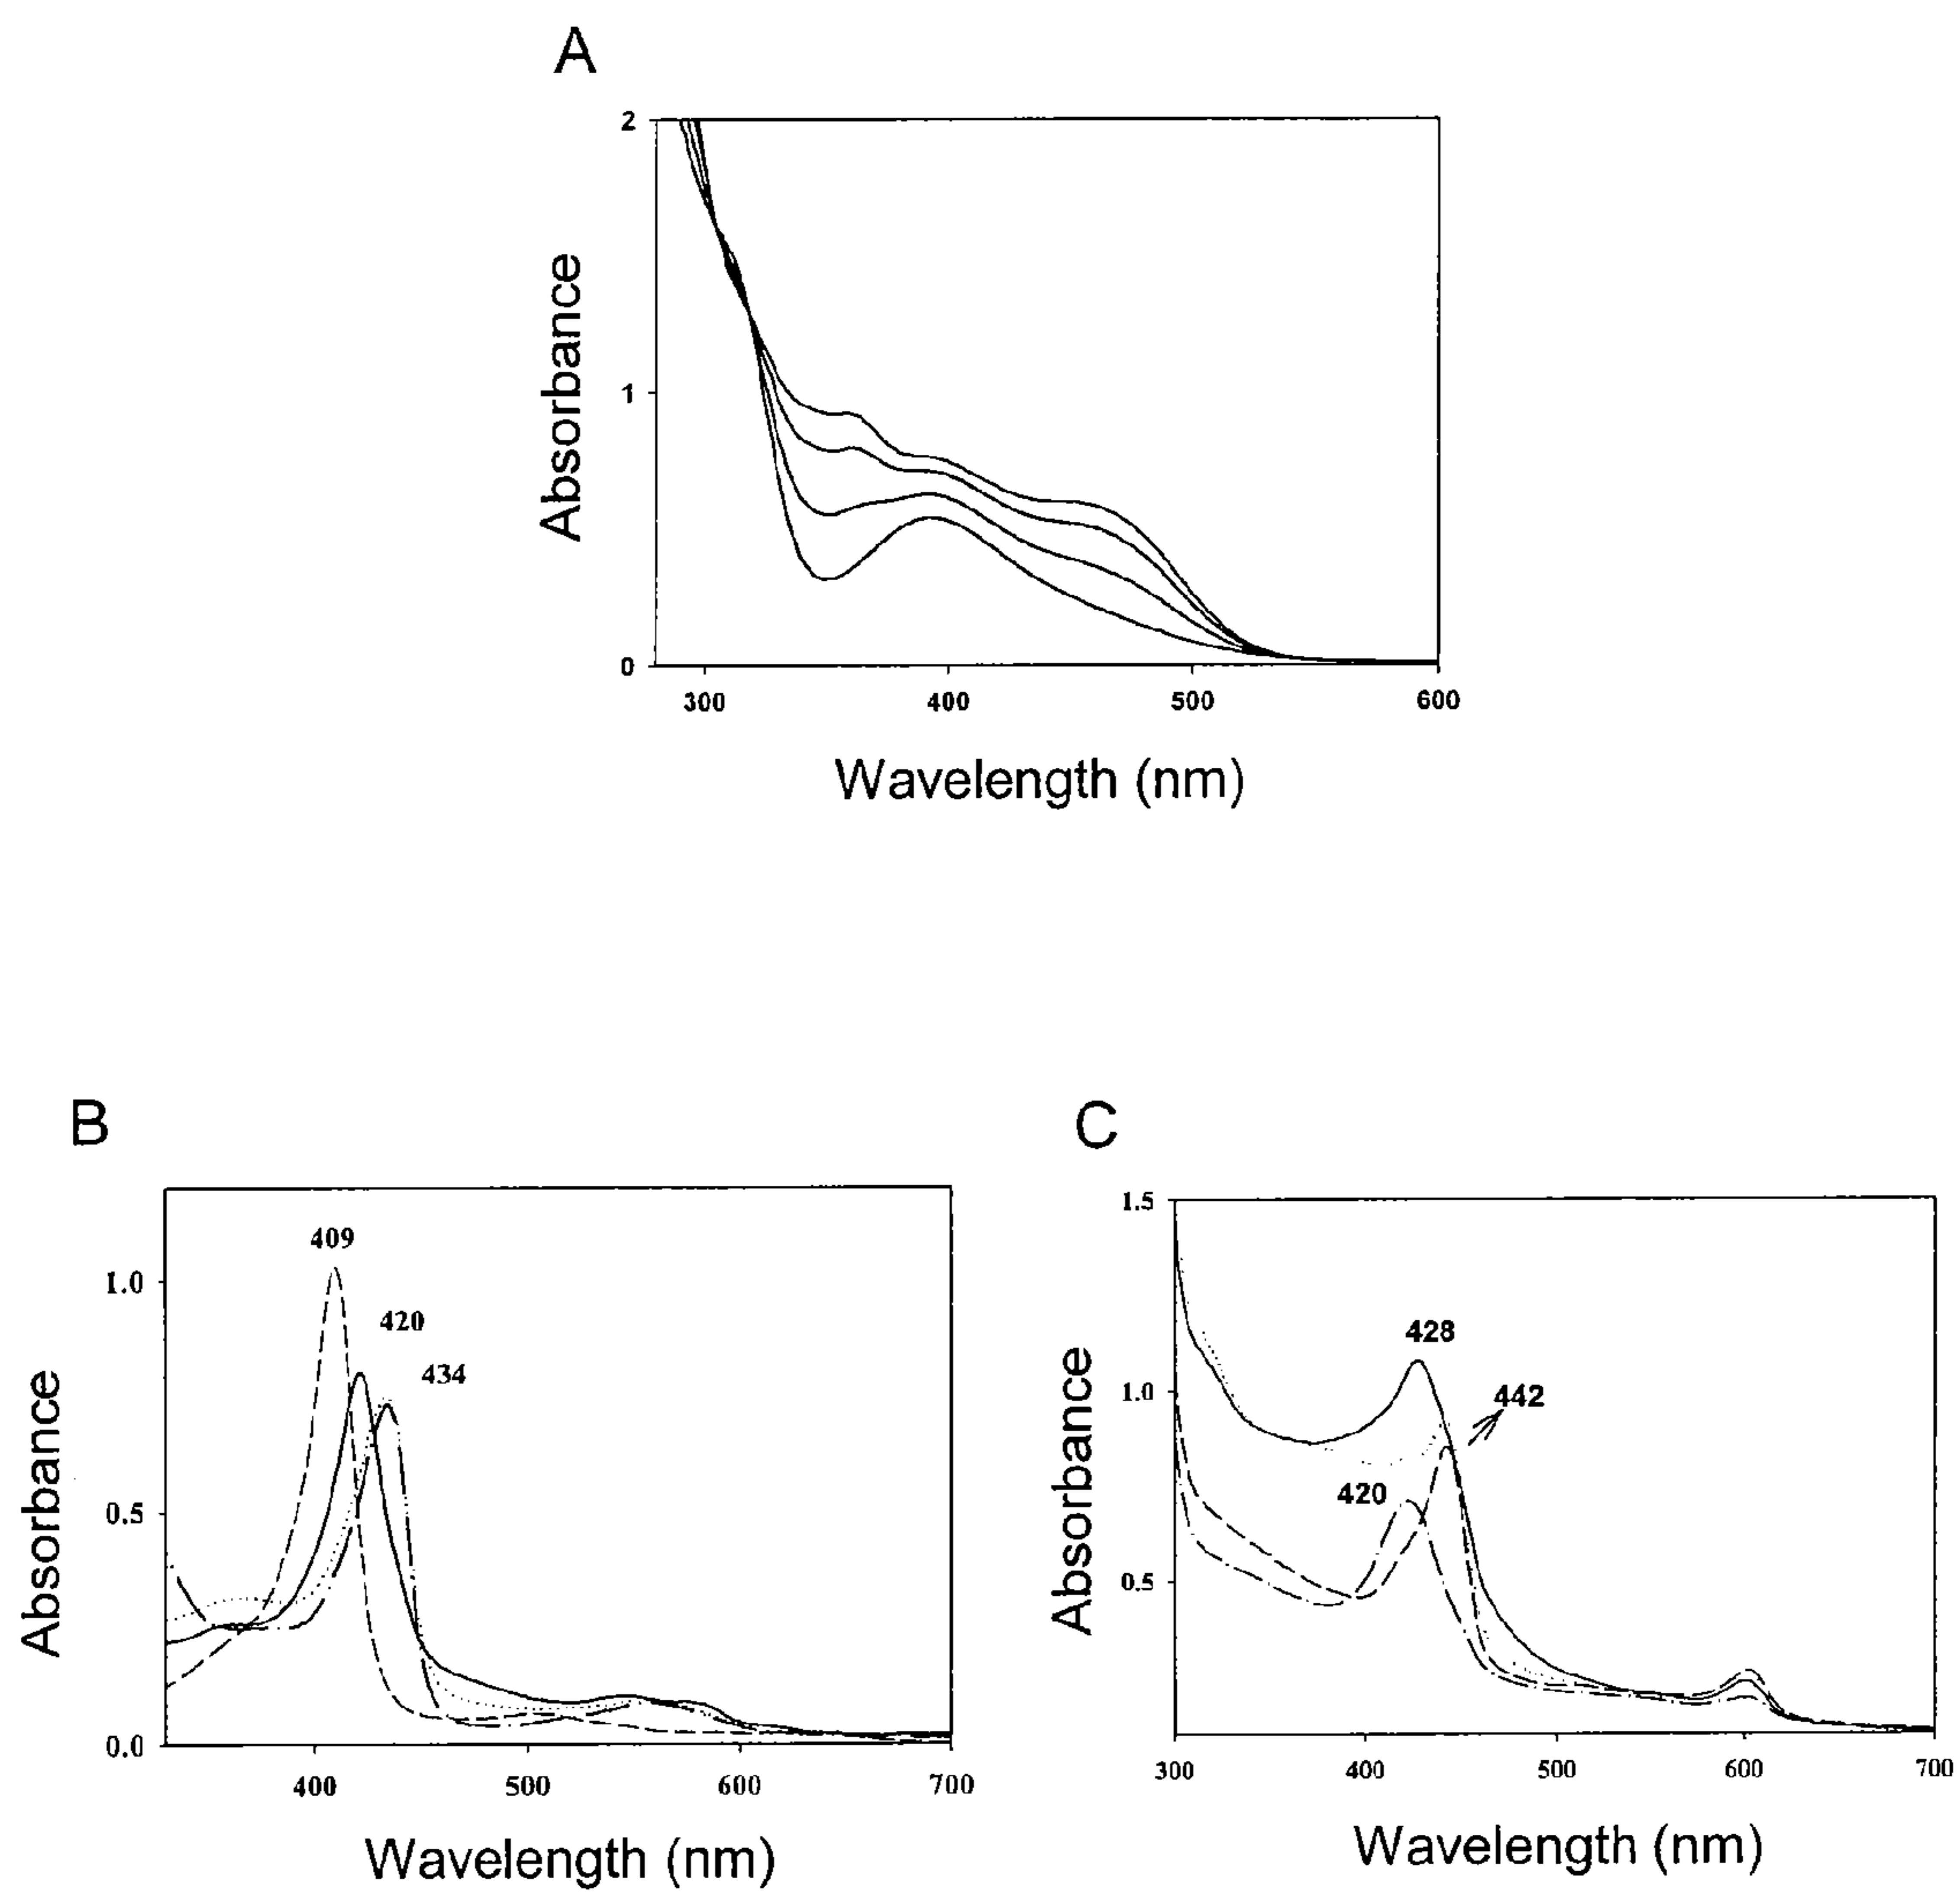 A
2
1
0
Absorbance
300 400 500 600
Wavelength (nm)
B
409
420
434
1.0
0.5
0.0
Absorbance
400 500 600 700
Wavelength (nm)
C
1.5
1.0
0.5
428
442
420
Absorbance
300 400 500 600 700
Wavelength (nm)